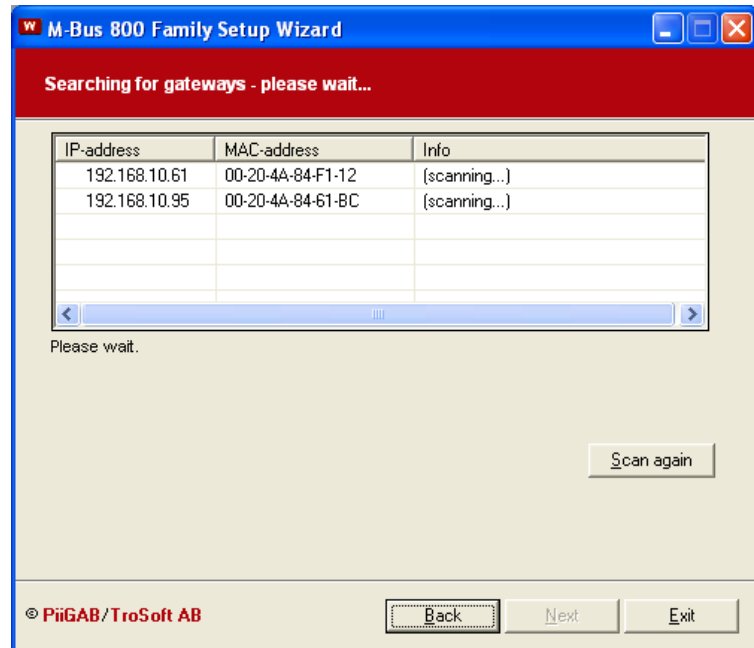 M-Bus 800 Family Setup Wizard
Searching for gateways - please wait...
IP-address MAC-address Info
192.168.10.61 00-20-4A-84-F1-12 (scanning...)
192.168.10.95 00-20-4A-84-61-BC (scanning...)
Please wait.
Scan again
© PiiGAB/TroSoft AB Back Next Exit